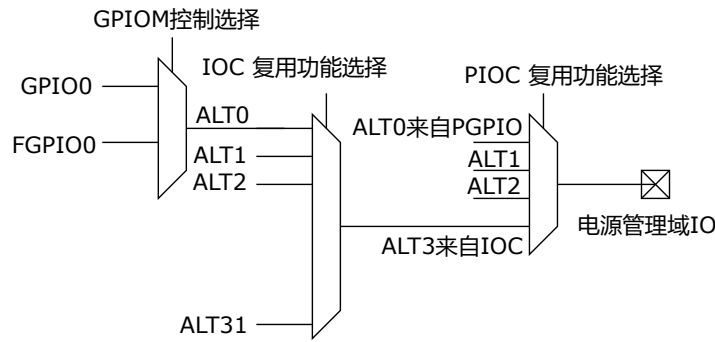 GPIOM控制选择
IOC 复用功能选择
PIOC 复用功能选择
GPIO0
FGPIO0
ALT0
ALT1
ALT2
ALT31
ALT0来自PGPIO
ALT1
ALT2
ALT3来自IOC
电源管理域IO